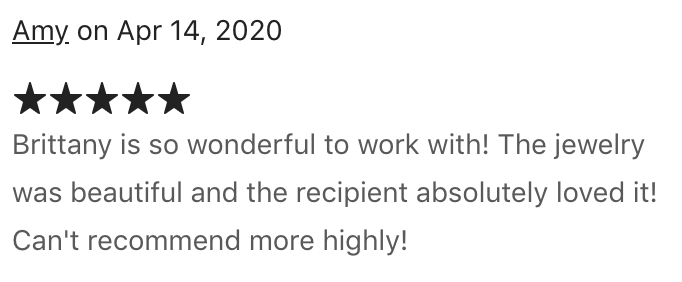 Amy on Apr 14, 2020
★★★★★
Brittany is so wonderful to work with! The jewelry
was beautiful and the recipient absolutely loved it!
Can't recommend more highly!